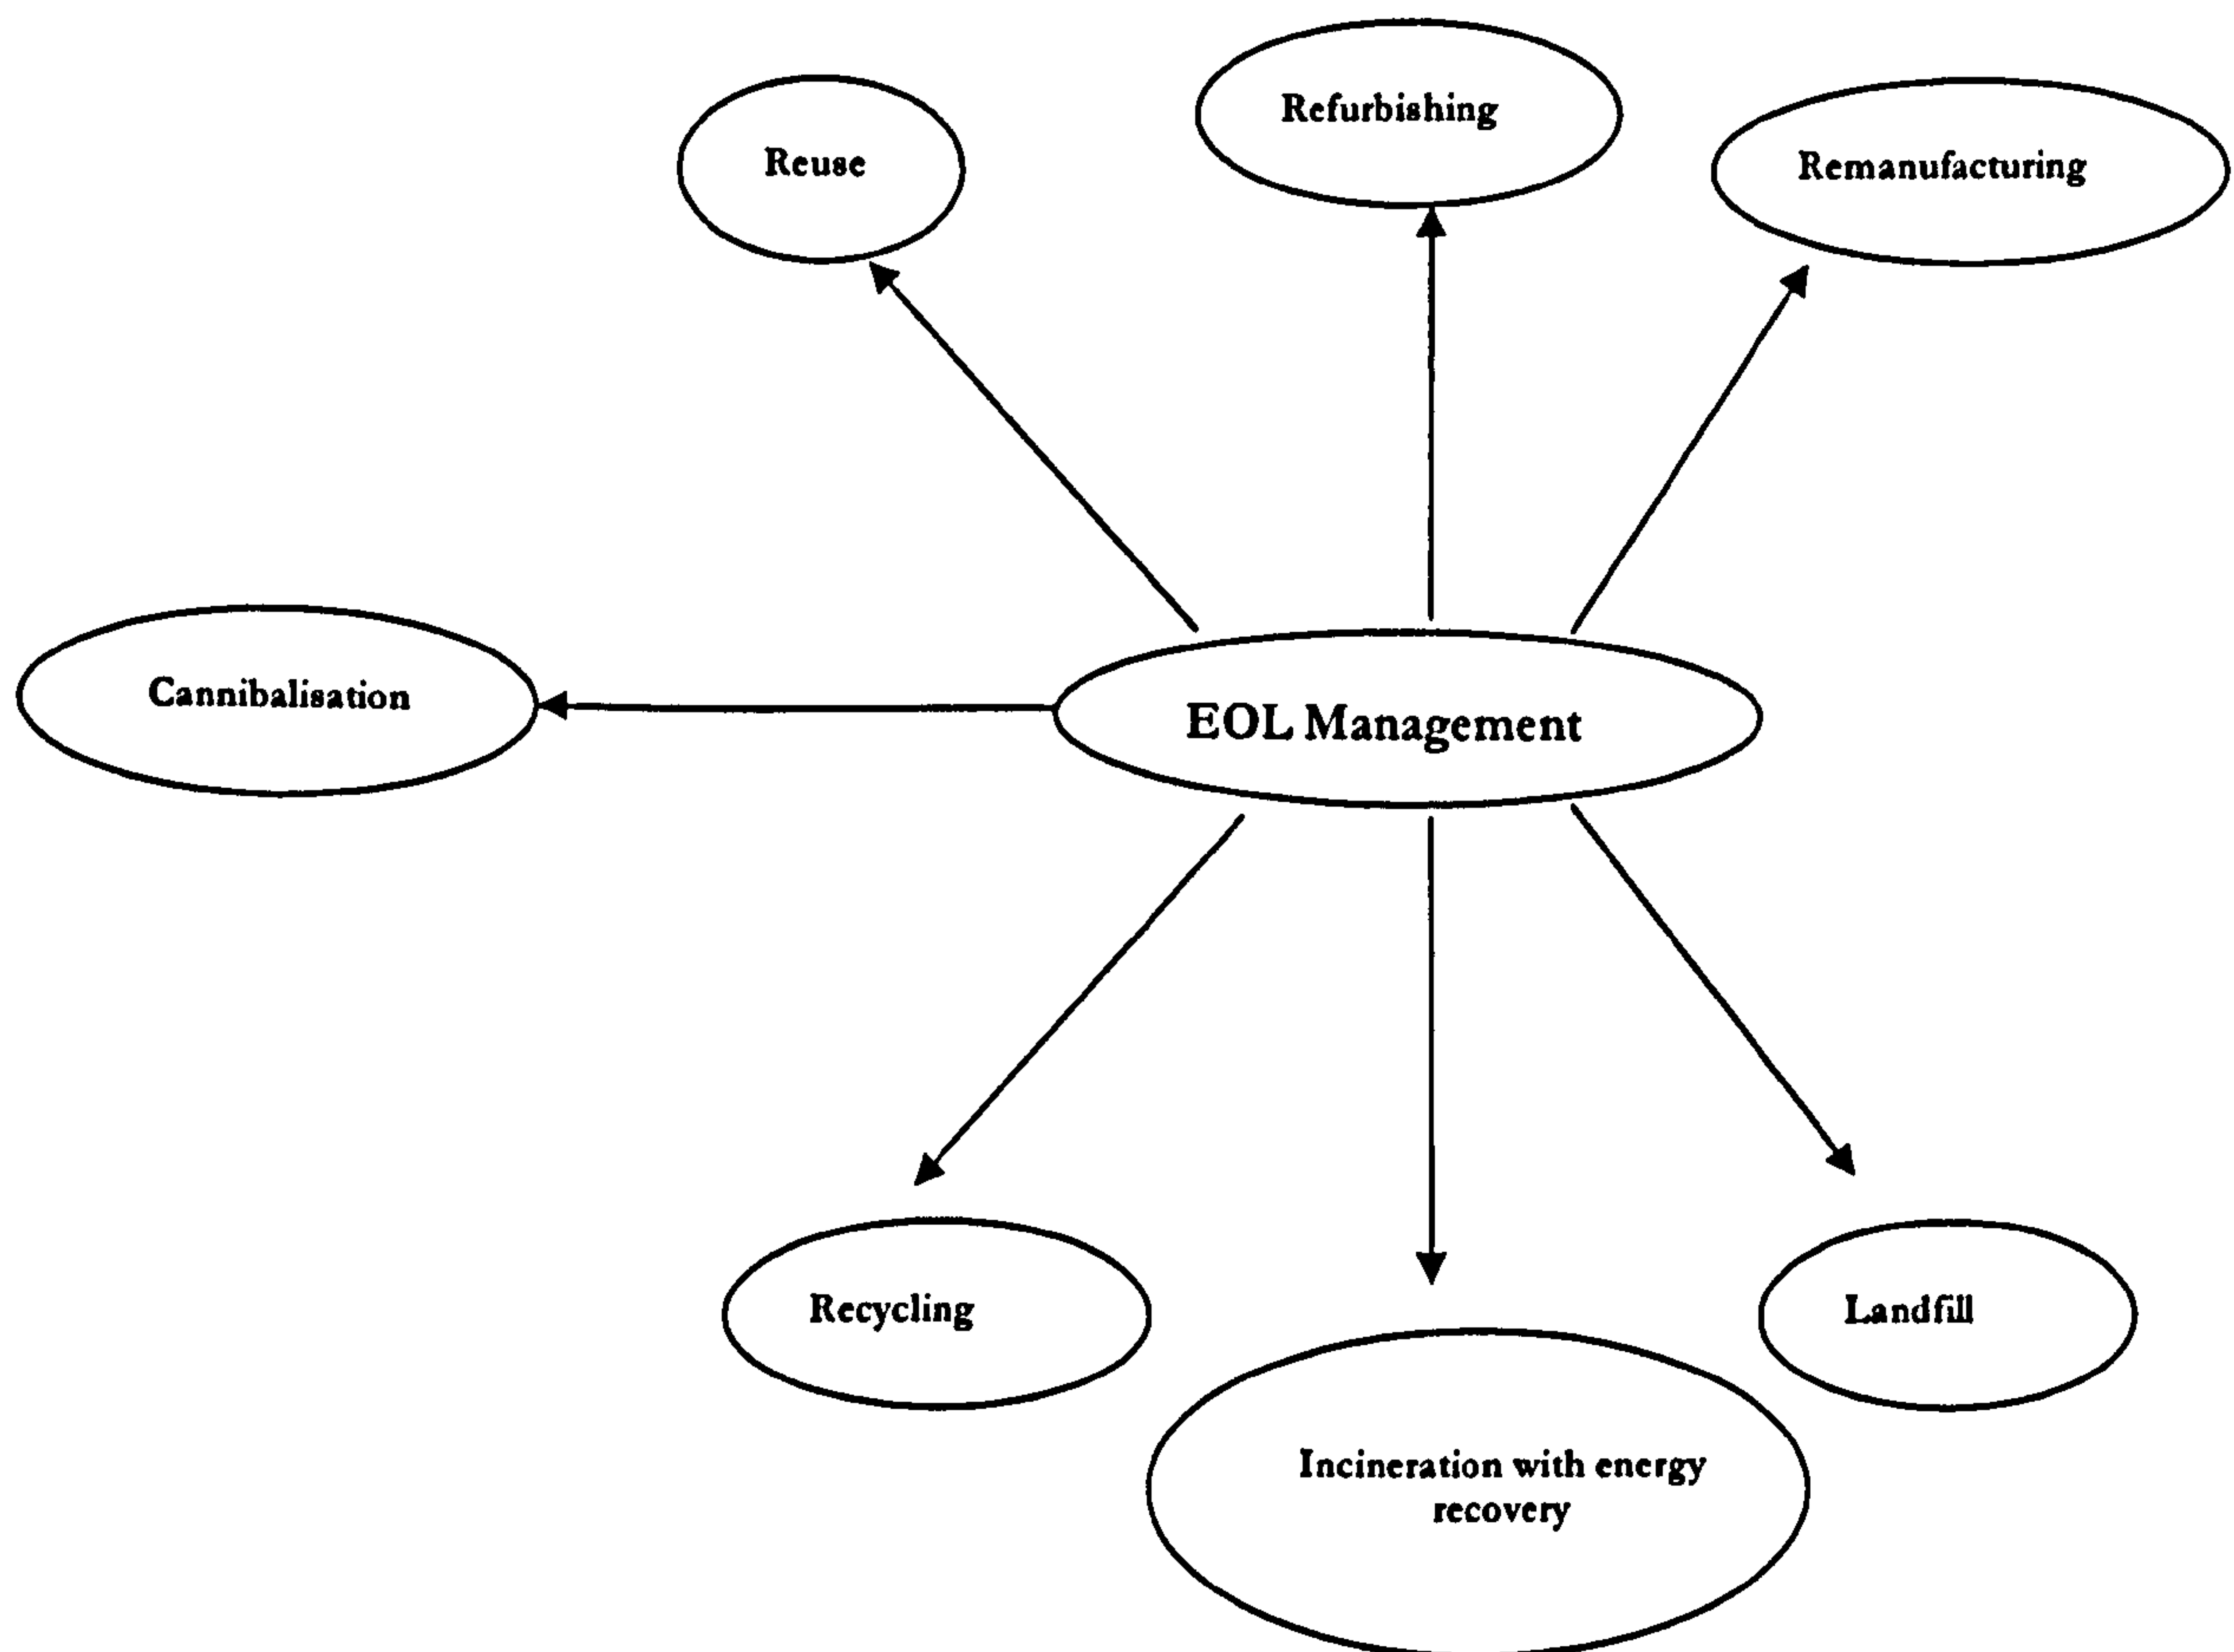 Refurbishing
Reuse
Remanufacturing
Cannibalisation
EOL Management
Recycling
Landfill
Incineration with energy
recovery